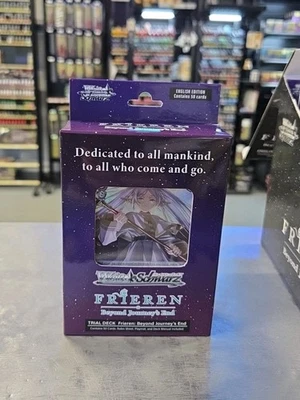 Weiß Schwarz
ENGLISH EDITION
Contains 50 cards
Dedicated to all mankind,
to all who come and go.
Weiß Schwarz
FRIEREN
Beyond Journey's End
TRIAL DECK Frieren: Beyond Journey's End
FRIEREN